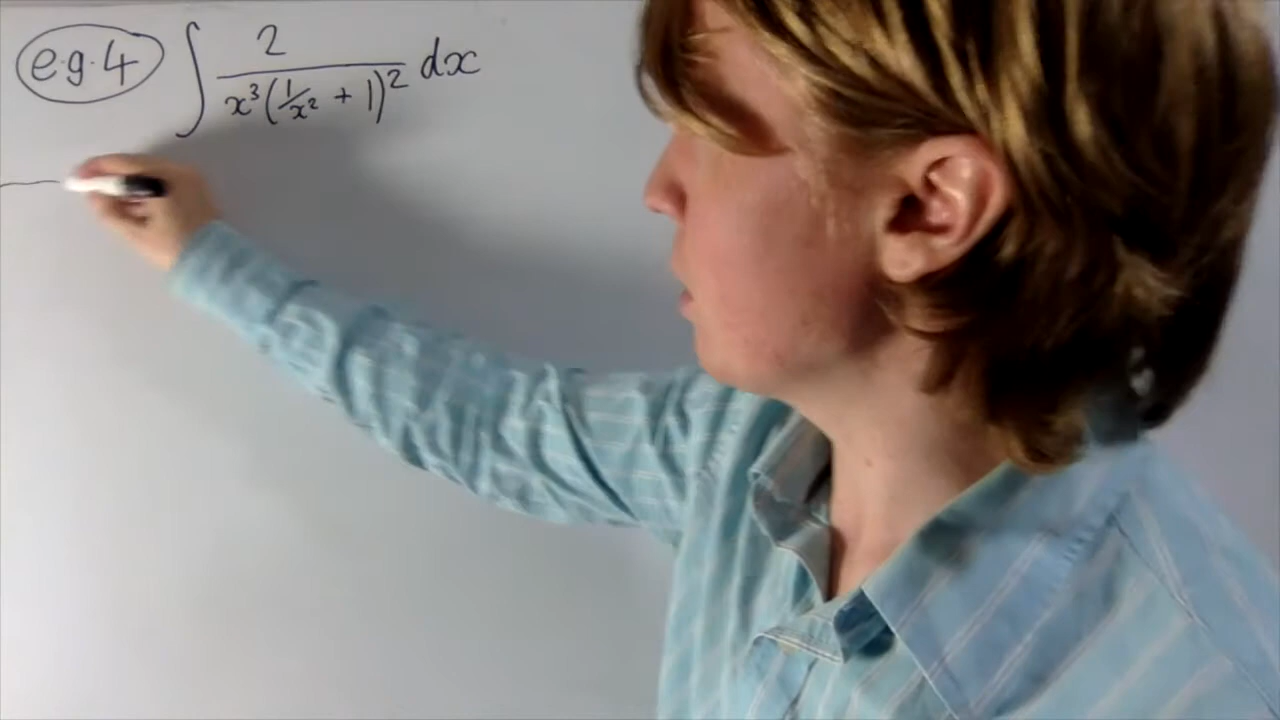 e.g.4 ∫ 2/(x³(1/x² + 1)²) dx